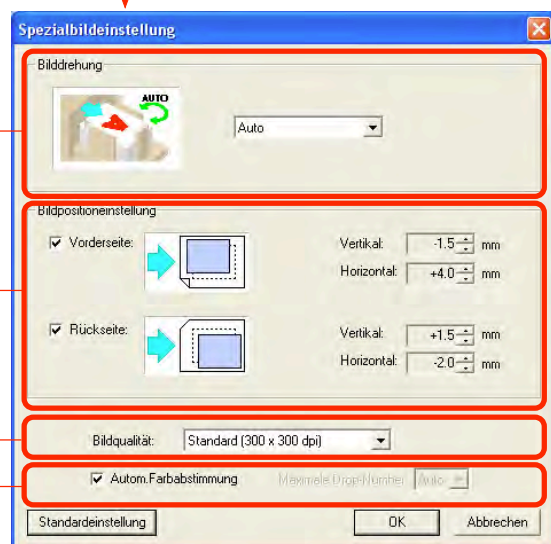 Spezialbildeinstellung
Bilddrehung
AUTO
Auto
Bildpositioneinstellung
Vorderseite:
Vertikal: -1.5 mm
Horizontal: +4.0 mm
Rückseite:
Vertikal: +1.5 mm
Horizontal: -2.0 mm
Bildqualität: Standard (300 x 300 dpi)
Autom.Farbabstimmung Maximale Drop-Number Auto
Standardeinstellung OK Abbrechen